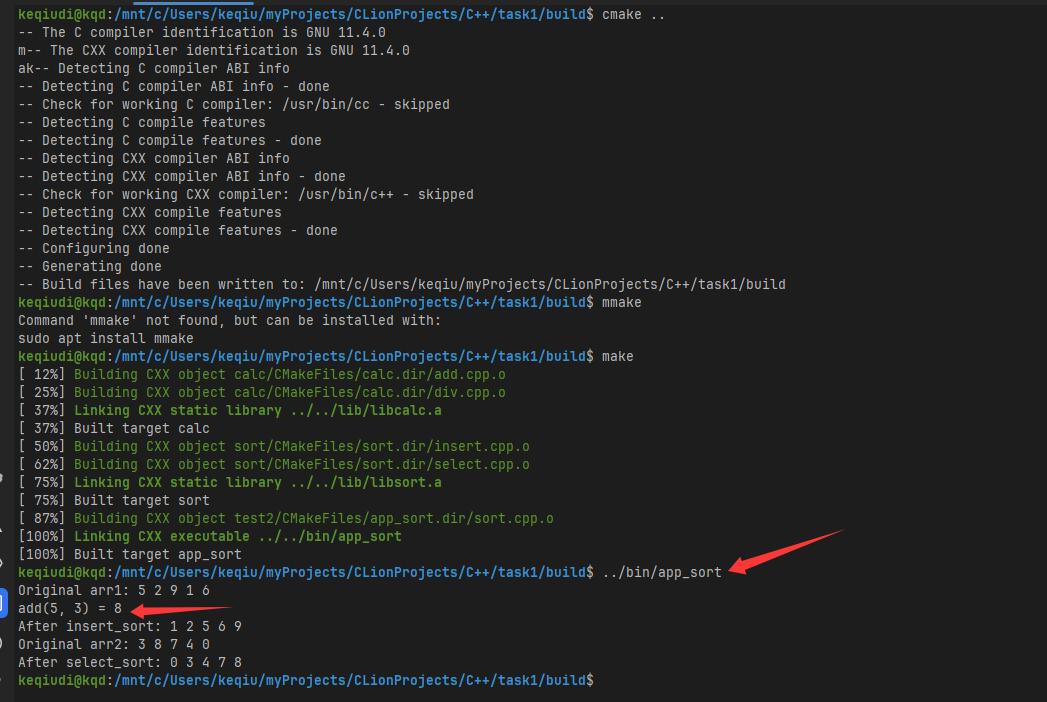 keqiudi@kqd:/mnt/c/Users/keqiu/myProjects/CLionProjects/C++/task1/build$ cmake ..
-- The C compiler identification is GNU 11.4.0
m-- The CXX compiler identification is GNU 11.4.0
ak-- Detecting C compiler ABI info
-- Detecting C compiler ABI info - done
-- Check for working C compiler: /usr/bin/cc - skipped
-- Detecting C compile features
-- Detecting C compile features - done
-- Detecting CXX compiler ABI info
-- Detecting CXX compiler ABI info - done
-- Check for working CXX compiler: /usr/bin/c++ - skipped
-- Detecting CXX compile features
-- Detecting CXX compile features - done
-- Configuring done
-- Generating done
-- Build files have been written to: /mnt/c/Users/keqiu/myProjects/CLionProjects/C++/task1/build
keqiudi@kqd:/mnt/c/Users/keqiu/myProjects/CLionProjects/C++/task1/build$ mmake
Command 'mmake' not found, but can be installed with:
sudo apt install mmake
keqiudi@kqd:/mnt/c/Users/keqiu/myProjects/CLionProjects/C++/task1/build$ make
[ 12%] Building CXX object calc/CMakeFiles/calc.dir/add.cpp.o
[ 25%] Building CXX object calc/CMakeFiles/calc.dir/div.cpp.o
[ 37%] Linking CXX static library ../../lib/libcalc.a
[ 37%] Built target calc
[ 50%] Building CXX object sort/CMakeFiles/sort.dir/insert.cpp.o
[ 62%] Building CXX object sort/CMakeFiles/sort.dir/select.cpp.o
[ 75%] Linking CXX static library ../../lib/libsort.a
[ 75%] Built target sort
[ 87%] Building CXX object test2/CMakeFiles/app_sort.dir/sort.cpp.o
[100%] Linking CXX executable ../../bin/app_sort
[100%] Built target app_sort
keqiudi@kqd:/mnt/c/Users/keqiu/myProjects/CLionProjects/C++/task1/build$ ../bin/app_sort
Original arr1: 5 2 9 1 6
add(5, 3) = 8
After insert_sort: 1 2 5 6 9
Original arr2: 3 8 7 4 0
After select_sort: 0 3 4 7 8
keqiudi@kqd:/mnt/c/Users/keqiu/myProjects/CLionProjects/C++/task1/build$